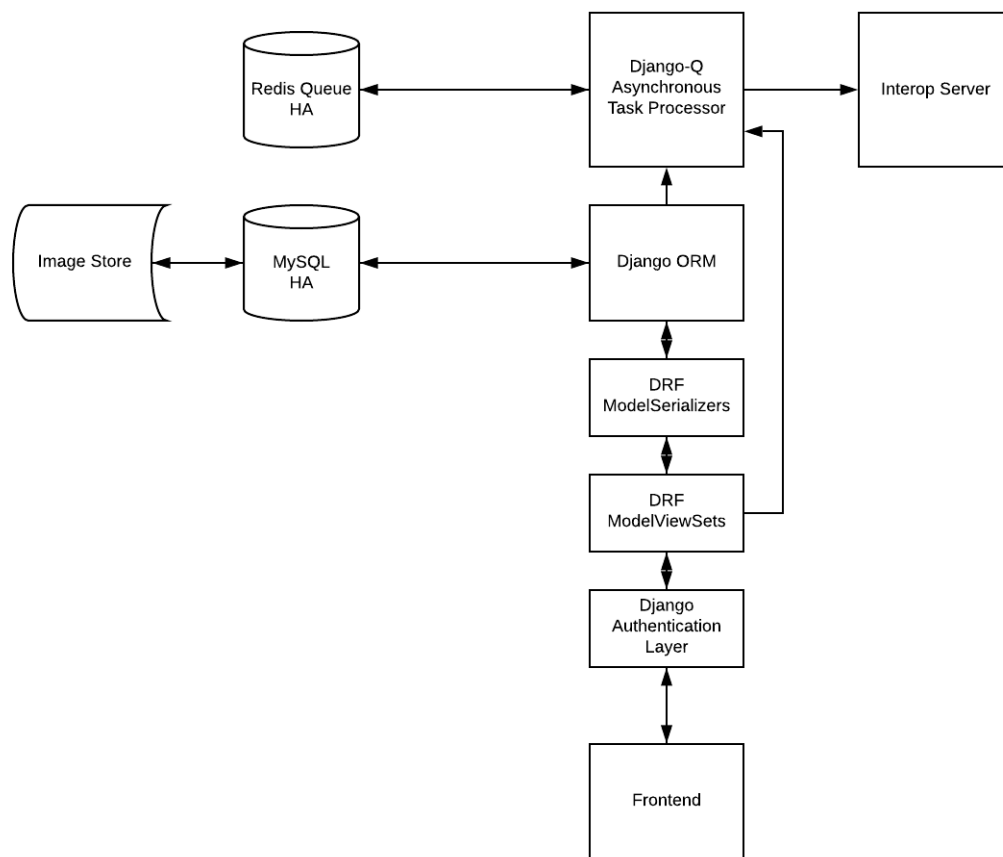 Redis Queue
HA
Django-Q
Asynchronous
Task Processor
Interop Server
Image Store
MySQL
HA
Django ORM
DRF
ModelSerializers
DRF
ModelViewSets
Django
Authentication
Layer
Frontend